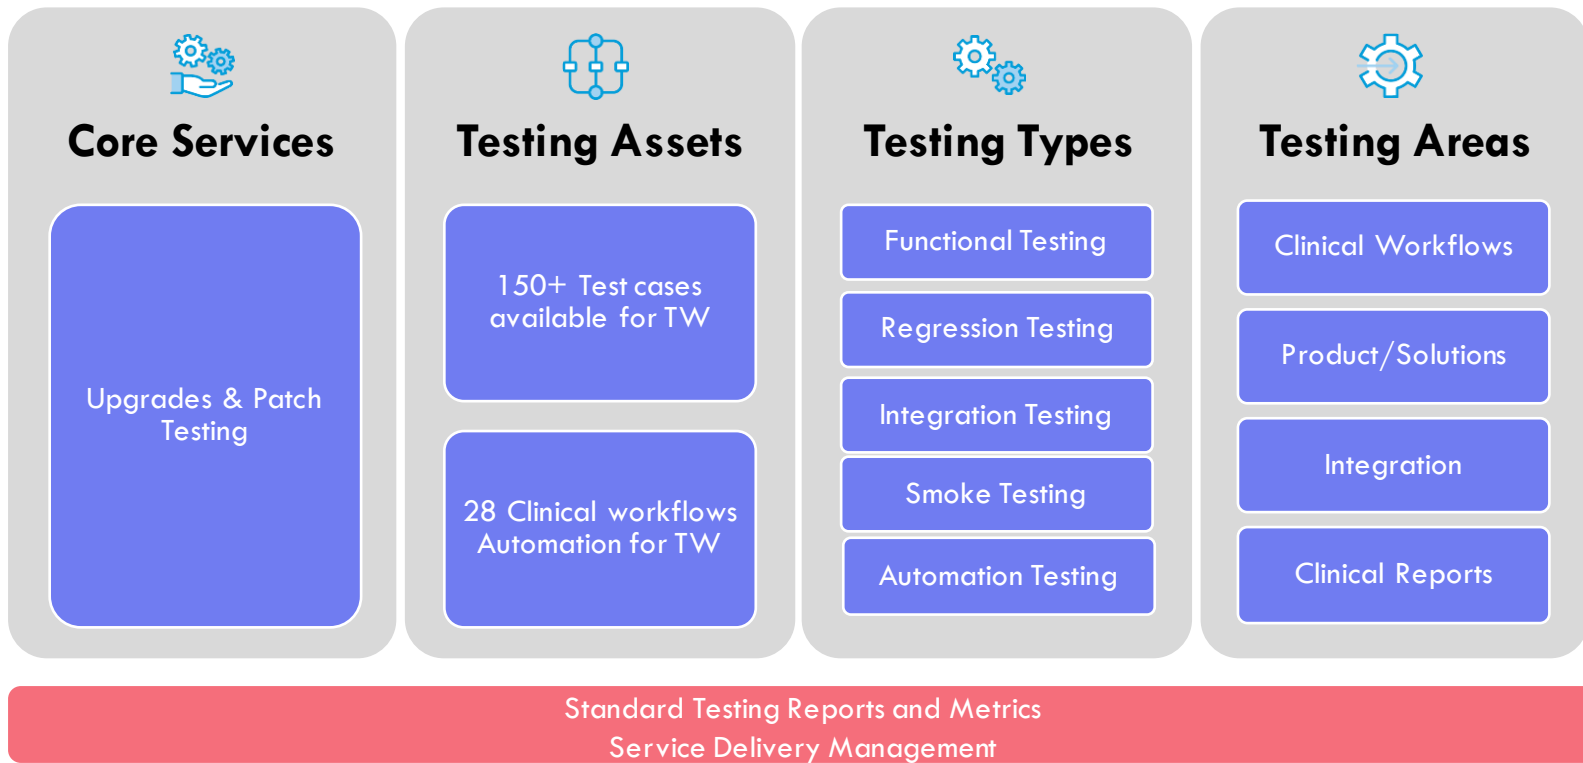 Core Services
Upgrades & Patch
Testing
Testing Assets
150+ Test cases
available for TW
28 Clinical workflows
Automation for TW
Testing Types
Functional Testing
Regression Testing
Integration Testing
Smoke Testing
Automation Testing
Testing Areas
Clinical Workflows
Product/Solutions
Integration
Clinical Reports
Standard Testing Reports and Metrics
Service Delivery Management